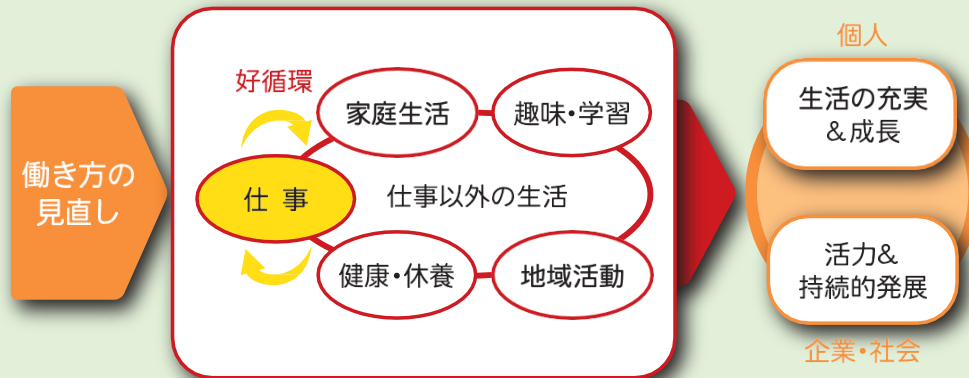 働き方の
見直し
好循環
家庭生活
趣味・学習
仕 事
仕事以外の生活
健康・休養
地域活動
個人
生活の充実
＆成長
活力&
持続的発展
企業・社会